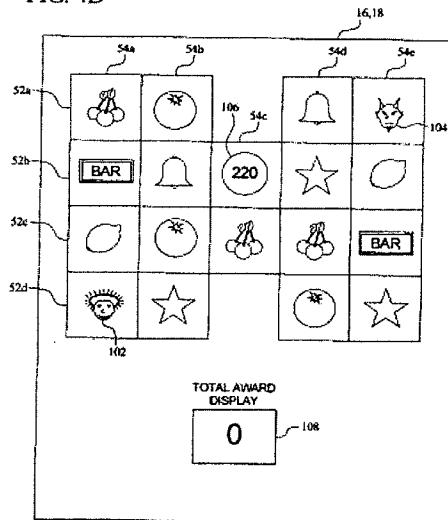 FIG. 4D
16,18
54a 54b 54d 54e
52a
104
106 54c
52b
BAR 220
52c
BAR
52d
102
TOTAL AWARD
DISPLAY
0 108